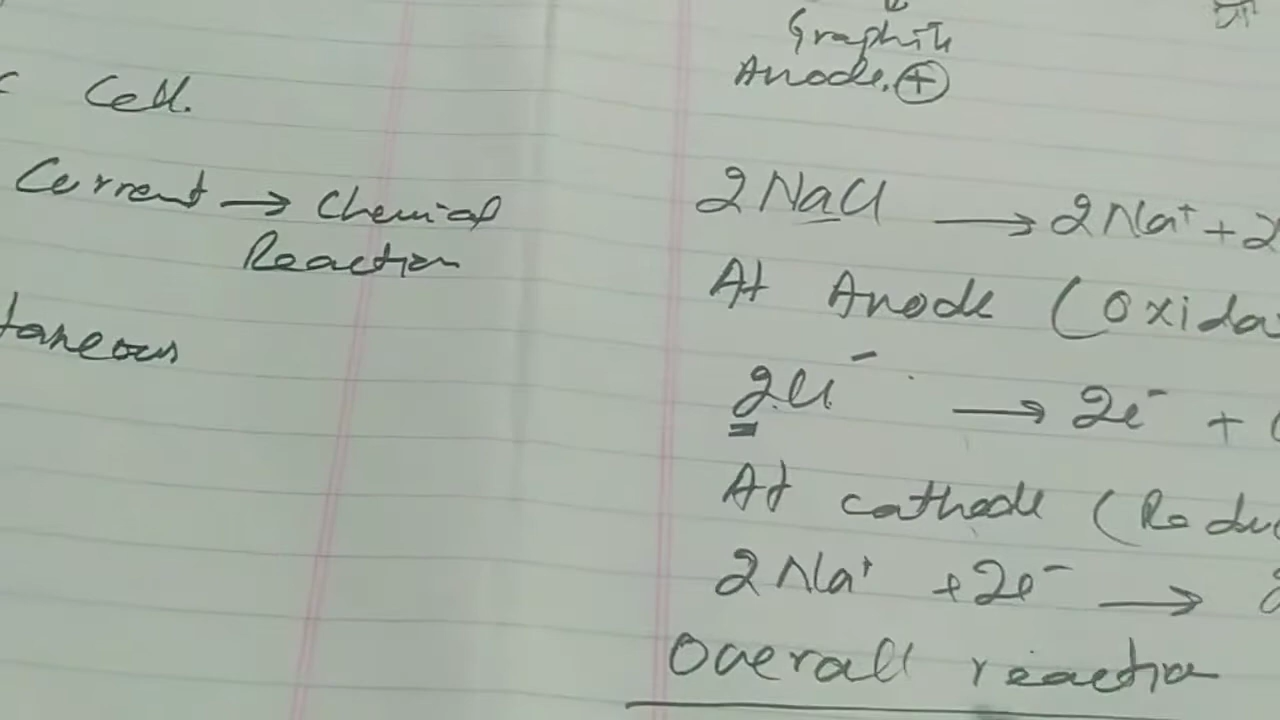 Cell.
Current → Chemical
Reaction
taneous
Graphite
Anode. +
2NaCl → 2Na⁺ + 2
At Anode (Oxida
2Cl⁻ → 2e⁻ +
At cathode (Redu
2Na⁺ + 2e⁻ →
Overall reaction